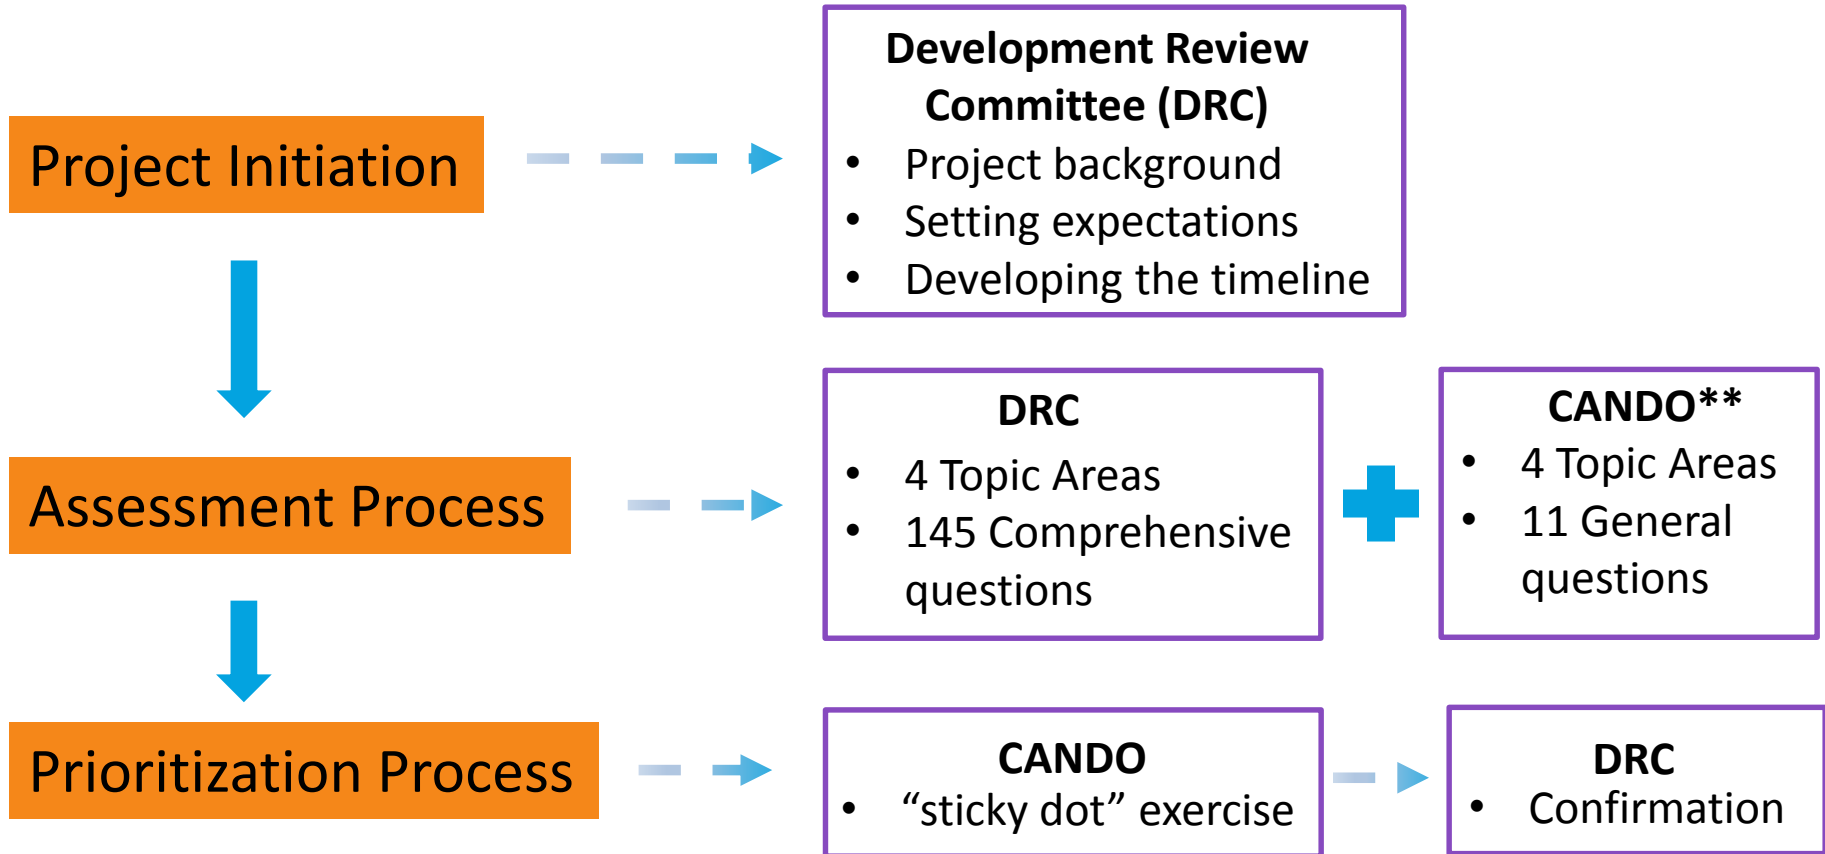 Project Initiation
Development Review
Committee (DRC)
• Project background
• Setting expectations
• Developing the timeline
Assessment Process
DRC
• 4 Topic Areas
• 145 Comprehensive
questions
CANDO**
• 4 Topic Areas
• 11 General
questions
Prioritization Process
CANDO
• “sticky dot” exercise
DRC
• Confirmation